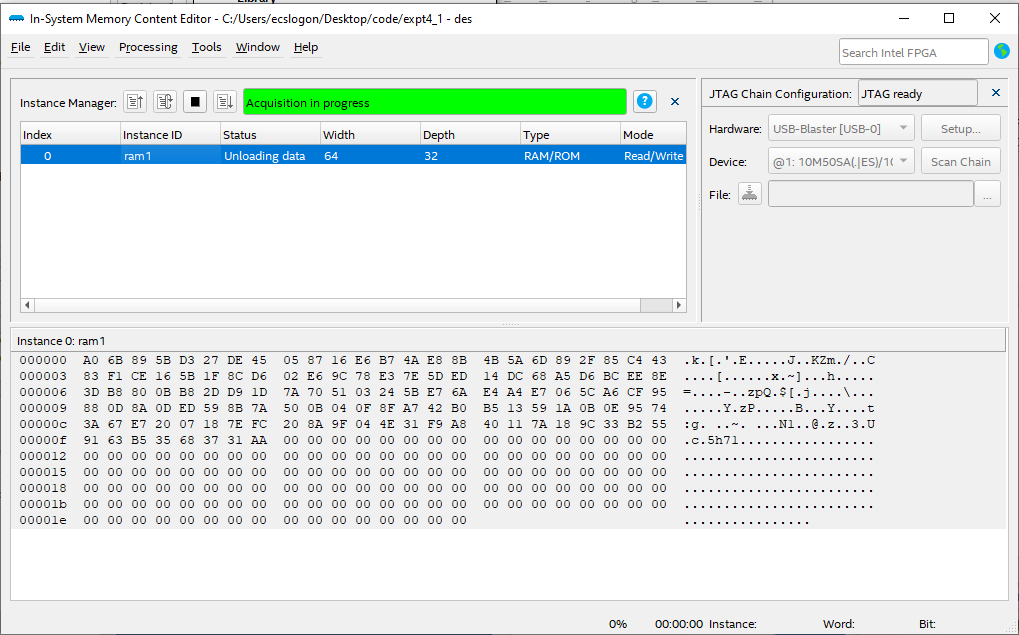 In-System Memory Content Editor - C:/Users/ecslogon/Desktop/code/expt4_1 - des
File Edit View Processing Tools Window Help
Search Intel FPGA
Instance Manager: Acquisition in progress
JTAG Chain Configuration: JTAG ready
Index Instance ID Status Width Depth Type Mode
0 ram1 Unloading data 64 32 RAM/ROM Read/Write
Hardware: USB-Blaster [USB-0] Setup...
Device: @1: 10M50SA(.|ES)/10 Scan Chain
File: ...
Instance 0: ram1
000000 A0 6B 89 5B D3 27 DE 45 05 87 16 E6 B7 4A E8 8B 4B 5A 6D 89 2F 85 C4 43 .k.[.'.E.....J..KZm./..C
000003 83 F1 CE 16 5B 1F 8C D6 02 E6 9C 78 E3 7E 5D ED 14 DC 68 A5 D6 BC EE 8E ....[......x.~]...h.....
000006 3D B8 80 0B B8 2D D9 1D 7A 70 51 03 24 5B E7 6A E4 A4 E7 06 5C A6 CF 95 =....-..zpQ.$[.j....\...
000009 88 0D 8A 0D ED 59 8B 7A 50 0B 04 0F 8F A7 42 B0 B5 13 59 1A 0B 0E 95 74 .....Y.zP.....B...Y....t
00000c 3A 67 E7 20 07 18 7E FC 20 8A 9F 04 4E 31 F9 A8 40 11 7A 18 9C 33 B2 55 :g. ..~. ...N1..@.z..3.U
00000f 91 63 B5 35 68 37 31 AA 00 00 00 00 00 00 00 00 00 00 00 00 00 00 00 00 .c.5h71.................
000012 00 00 00 00 00 00 00 00 00 00 00 00 00 00 00 00 00 00 00 00 00 00 00 00 ........................
000015 00 00 00 00 00 00 00 00 00 00 00 00 00 00 00 00 00 00 00 00 00 00 00 00 ........................
000018 00 00 00 00 00 00 00 00 00 00 00 00 00 00 00 00 00 00 00 00 00 00 00 00 ........................
00001b 00 00 00 00 00 00 00 00 00 00 00 00 00 00 00 00 00 00 00 00 00 00 00 00 ........................
00001e 00 00 00 00 00 00 00 00 00 00 00 00 00 00 00 00 ................
0% 00:00:00 Instance: Word: Bit: